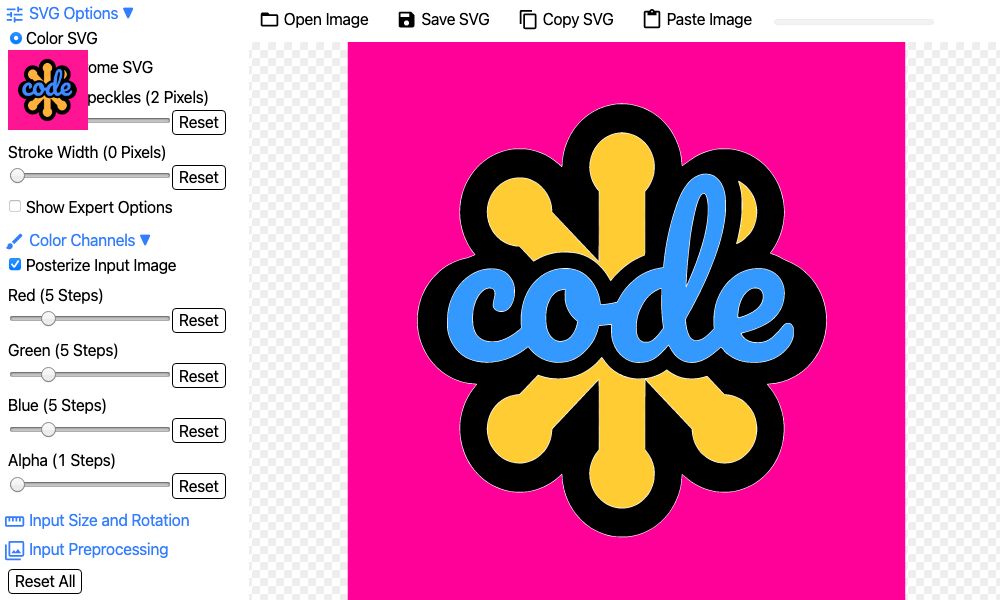 SVG Options ▼
Open Image Save SVG Copy SVG Paste Image
Color SVG
code
ome SVG
peckles (2 Pixels)
Reset
Stroke Width (0 Pixels)
Reset
Show Expert Options
Color Channels ▼
Posterize Input Image
Red (5 Steps)
Reset
Green (5 Steps)
Reset
Blue (5 Steps)
Reset
Alpha (1 Steps)
Reset
Input Size and Rotation
Input Preprocessing
Reset All
code